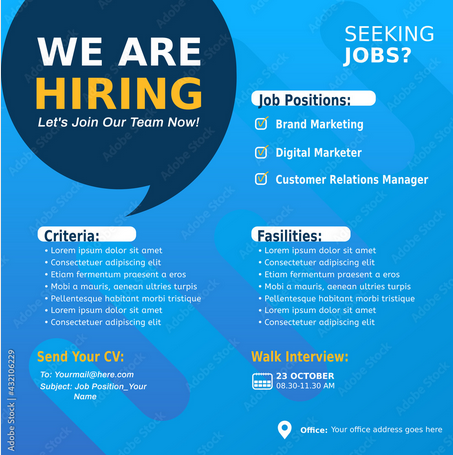 WE ARE
HIRING
Let's Join Our Team Now!
SEEKING
JOBS?
Job Positions:
Brand Marketing
Digital Marketer
Customer Relations Manager
Criteria:
• Lorem ipsum dolor sit amet
• Consectetuer adipiscing elit
• Etiam fermentum praesent a eros
• Mobi a mauris, aenean ultries turpis
• Pellentesque habitant morbi tristique
• Lorem ipsum dolor sit amet
• Consectetuer adipiscing elit
Fasilities:
• Lorem ipsum dolor sit amet
• Consectetuer adipiscing elit
• Etiam fermentum praesent a eros
• Mobi a mauris, aenean ultries turpis
• Pellentesque habitant morbi tristique
• Lorem ipsum dolor sit amet
• Consectetuer adipiscing elit
Send Your CV:
To: Yourmail@here.com
Subject: Job Position_Your
Name
Walk Interview:
23 OCTOBER
08.30-11.30 AM
Office: Your office address goes here
Adobe Stock | #432106229
Adobe Stock